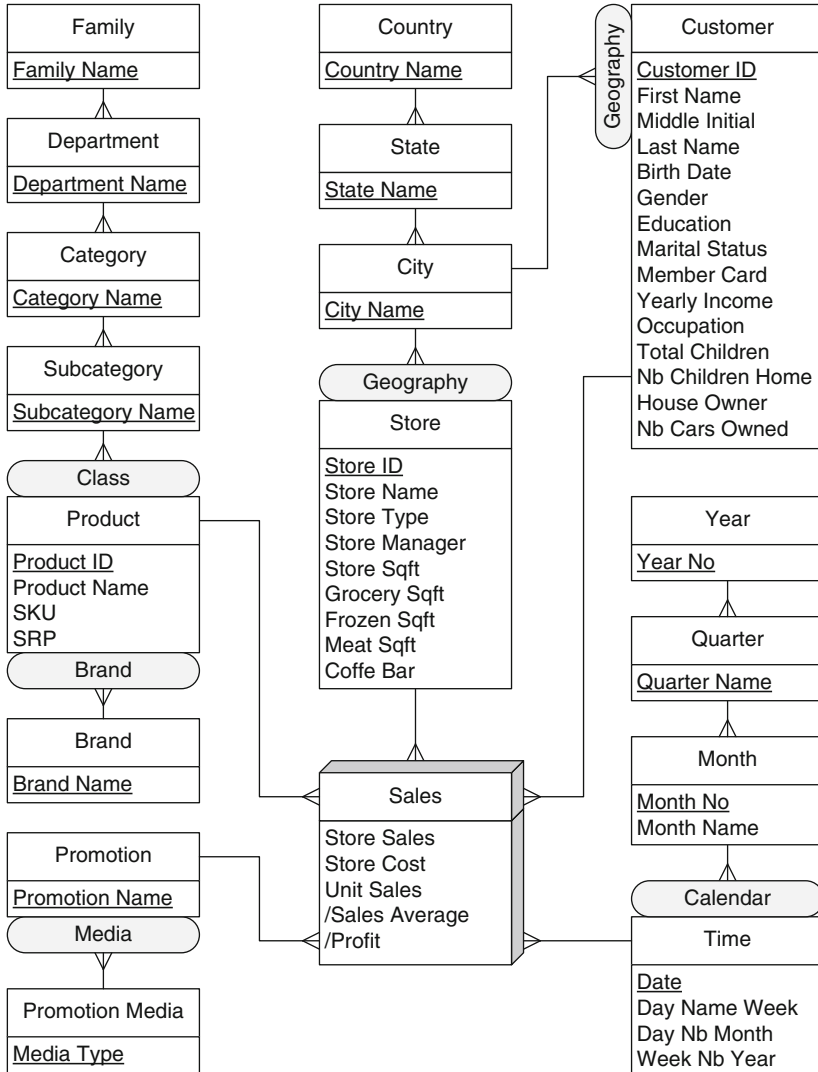 Family
Family Name
Department
Department Name
Category
Category Name
Subcategory
Subcategory Name
Class
Product
Product ID
Product Name
SKU
SRP
Brand
Brand
Brand Name
Promotion
Promotion Name
Media
Promotion Media
Media Type
Country
Country Name
State
State Name
City
City Name
Geography
Store
Store ID
Store Name
Store Type
Store Manager
Store Sqft
Grocery Sqft
Frozen Sqft
Meat Sqft
Coffe Bar
Sales
Store Sales
Store Cost
Unit Sales
/Sales Average
/Profit
Geography
Customer
Customer ID
First Name
Middle Initial
Last Name
Birth Date
Gender
Education
Marital Status
Member Card
Yearly Income
Occupation
Total Children
Nb Children Home
House Owner
Nb Cars Owned
Year
Year No
Quarter
Quarter Name
Month
Month No
Month Name
Calendar
Time
Date
Day Name Week
Day Nb Month
Week Nb Year